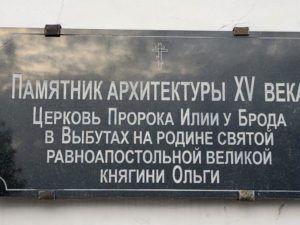 Памятник архитектуры XV века
Церковь Пророка Илии у Брода
в Выбутах на родине святой
равноапостольной великой
княгини Ольги